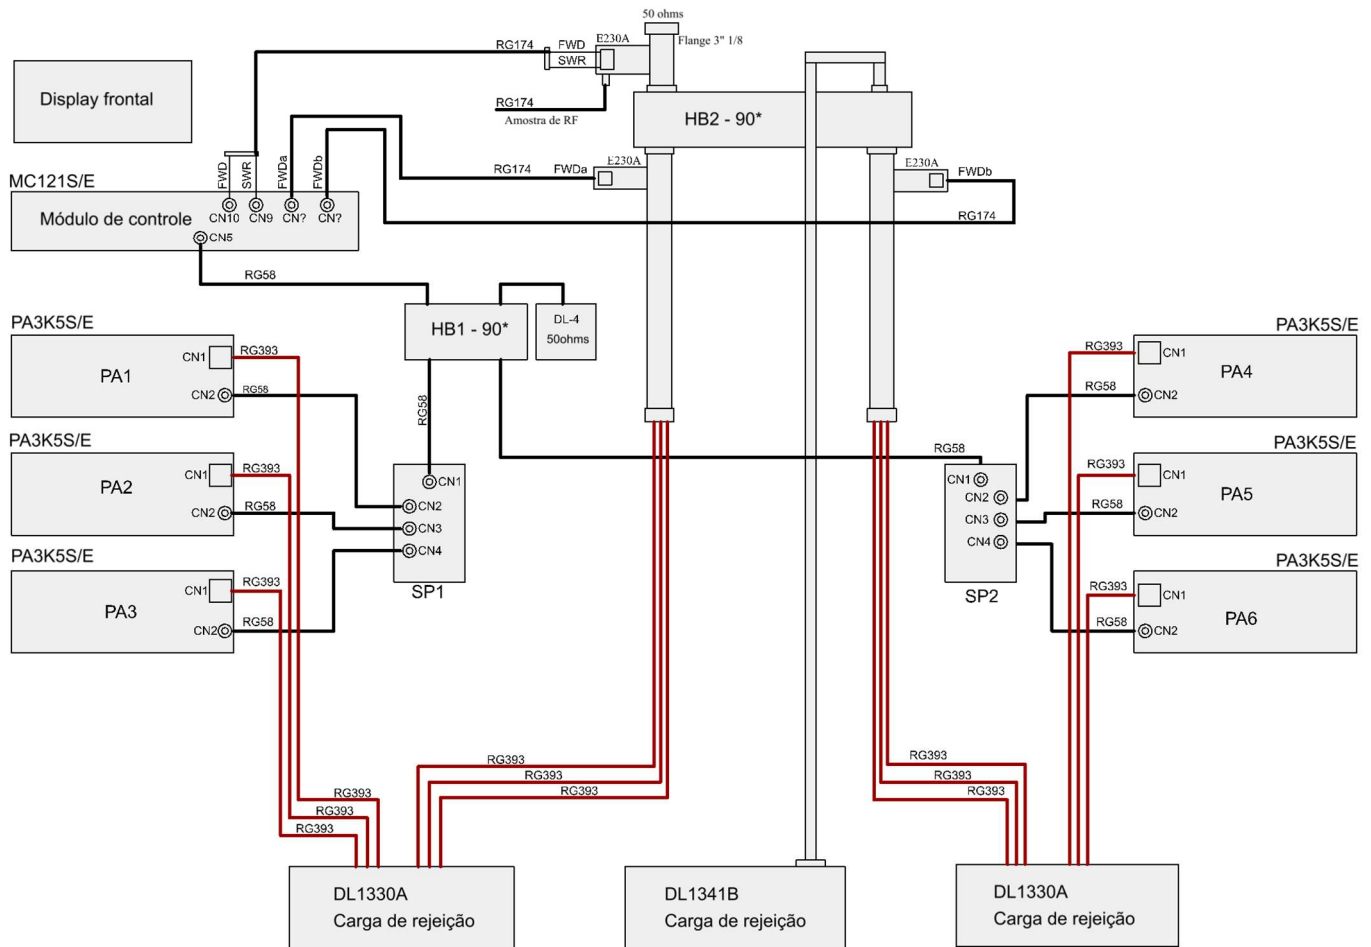 50 ohms
Flange 3" 1/8
E230A
RG174
FWD
SWR
RG174
Amostra de RF
HB2 - 90*
Display frontal
MC121S/E
Módulo de controle
FWD
SWR
FWDa
FWDb
CN10
CN9
CN?
CN?
CN5
E230A
RG174
FWDa
E230A
FWDb
RG174
RG58
HB1 - 90*
DL-4
50ohms
RG58
RG58
PA3K5S/E
PA1
CN1
RG393
CN2
RG58
PA3K5S/E
PA2
CN1
RG393
CN2
RG58
PA3K5S/E
PA3
CN1
RG393
CN2
RG58
CN1
CN2
CN3
CN4
SP1
CN1
CN2
CN3
CN4
SP2
PA3K5S/E
RG393
CN1
PA4
RG58
CN2
PA3K5S/E
RG393
CN1
PA5
RG58
CN2
PA3K5S/E
RG393
CN1
PA6
RG58
CN2
RG393
RG393
RG393
RG393
RG393
RG393
RG393
RG393
RG393
DL1330A
Carga de rejeição
DL1341B
Carga de rejeição
DL1330A
Carga de rejeição